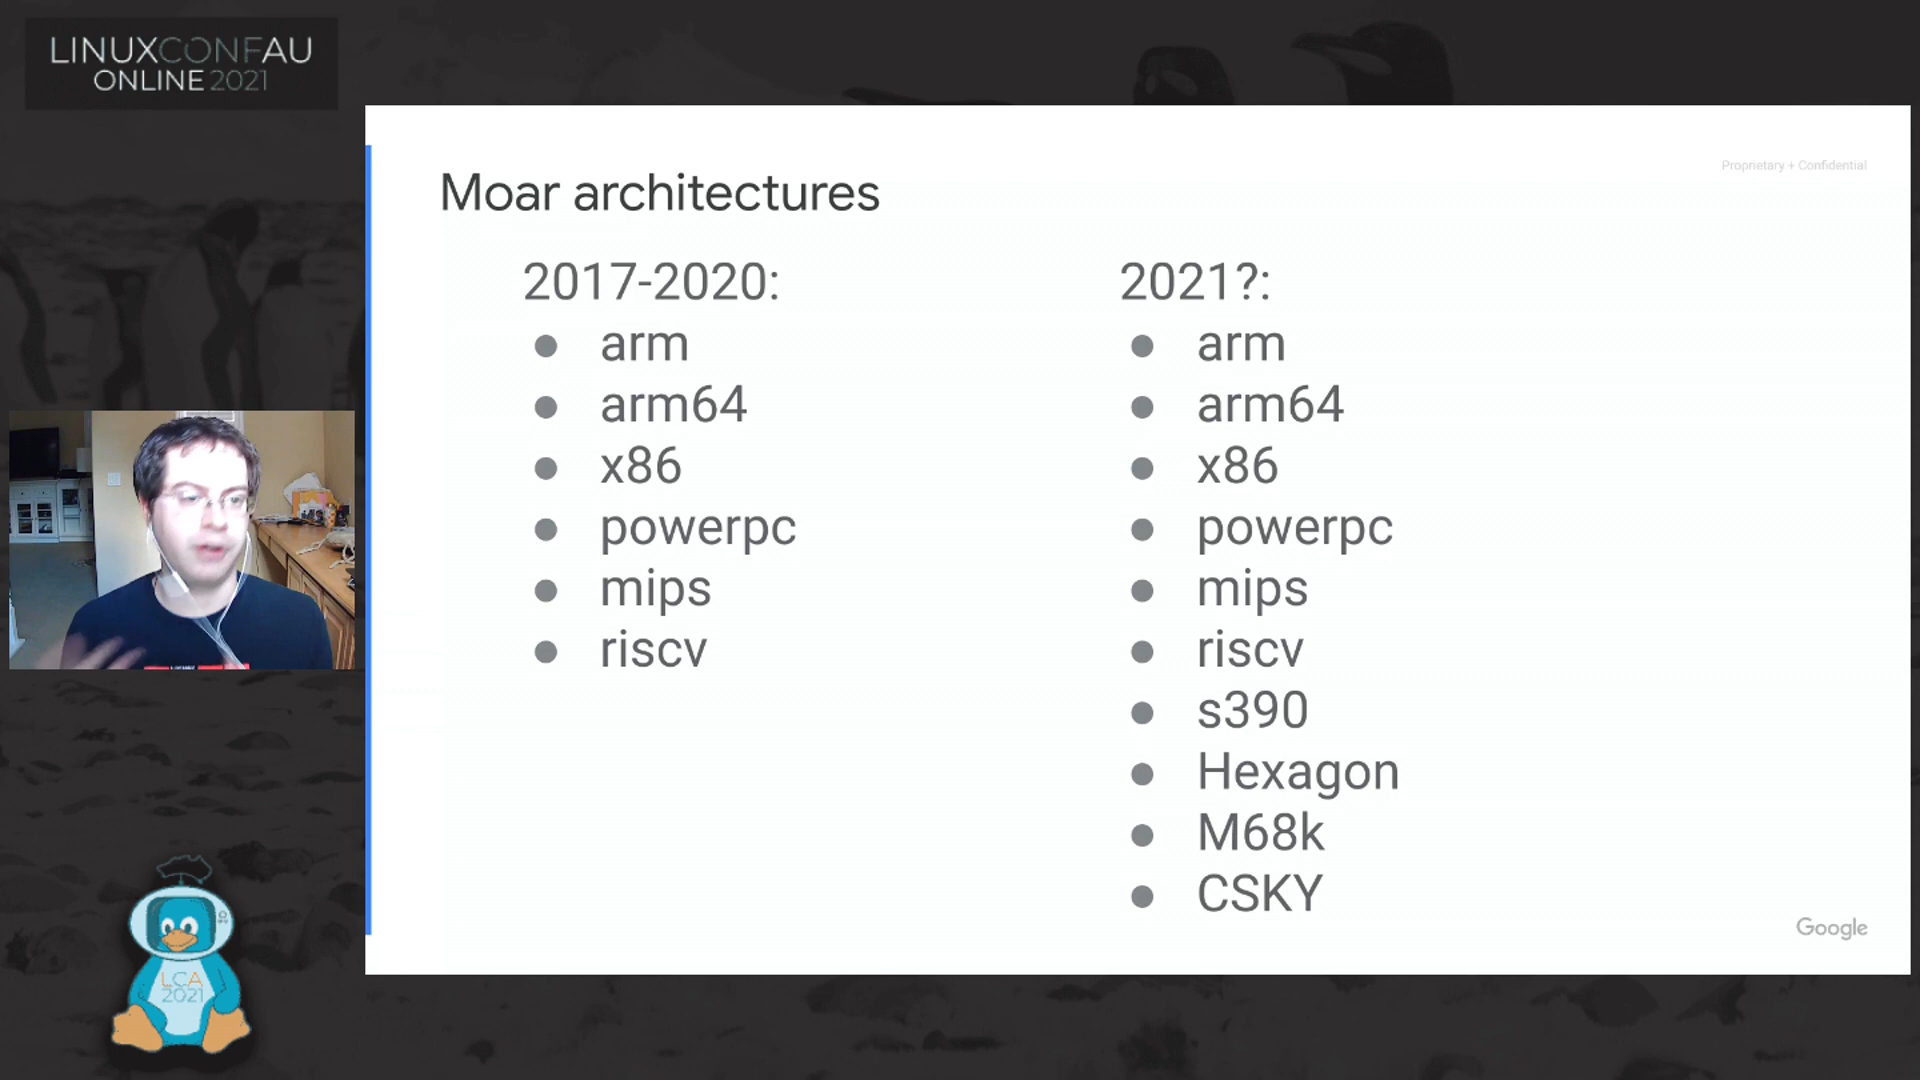 LINUXCONFAU
ONLINE 2021
Proprietary + Confidential
Moar architectures
2017-2020:
● arm
● arm64
● x86
● powerpc
● mips
● riscv
2021?:
● arm
● arm64
● x86
● powerpc
● mips
● riscv
● s390
● Hexagon
● M68k
● CSKY
Google
LCA
2021